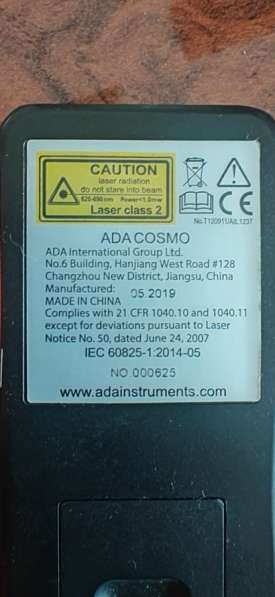 CAUTION
laser radiation
do not stare into beam
Laser class 2
ADA COSMO
ADA International Group Ltd.
No.6 Building, Hanjiang West Road #128
Changzhou New District, Jiangsu, China
Manufactured: 05.2019
MADE IN CHINA
Complies with 21 CFR 1040.10 and 1040.11
except for deviations pursuant to Laser
Notice No. 50, dated June 24, 2007
IEC 60825-1:2014-05
NO 000625
www.adainstruments.com